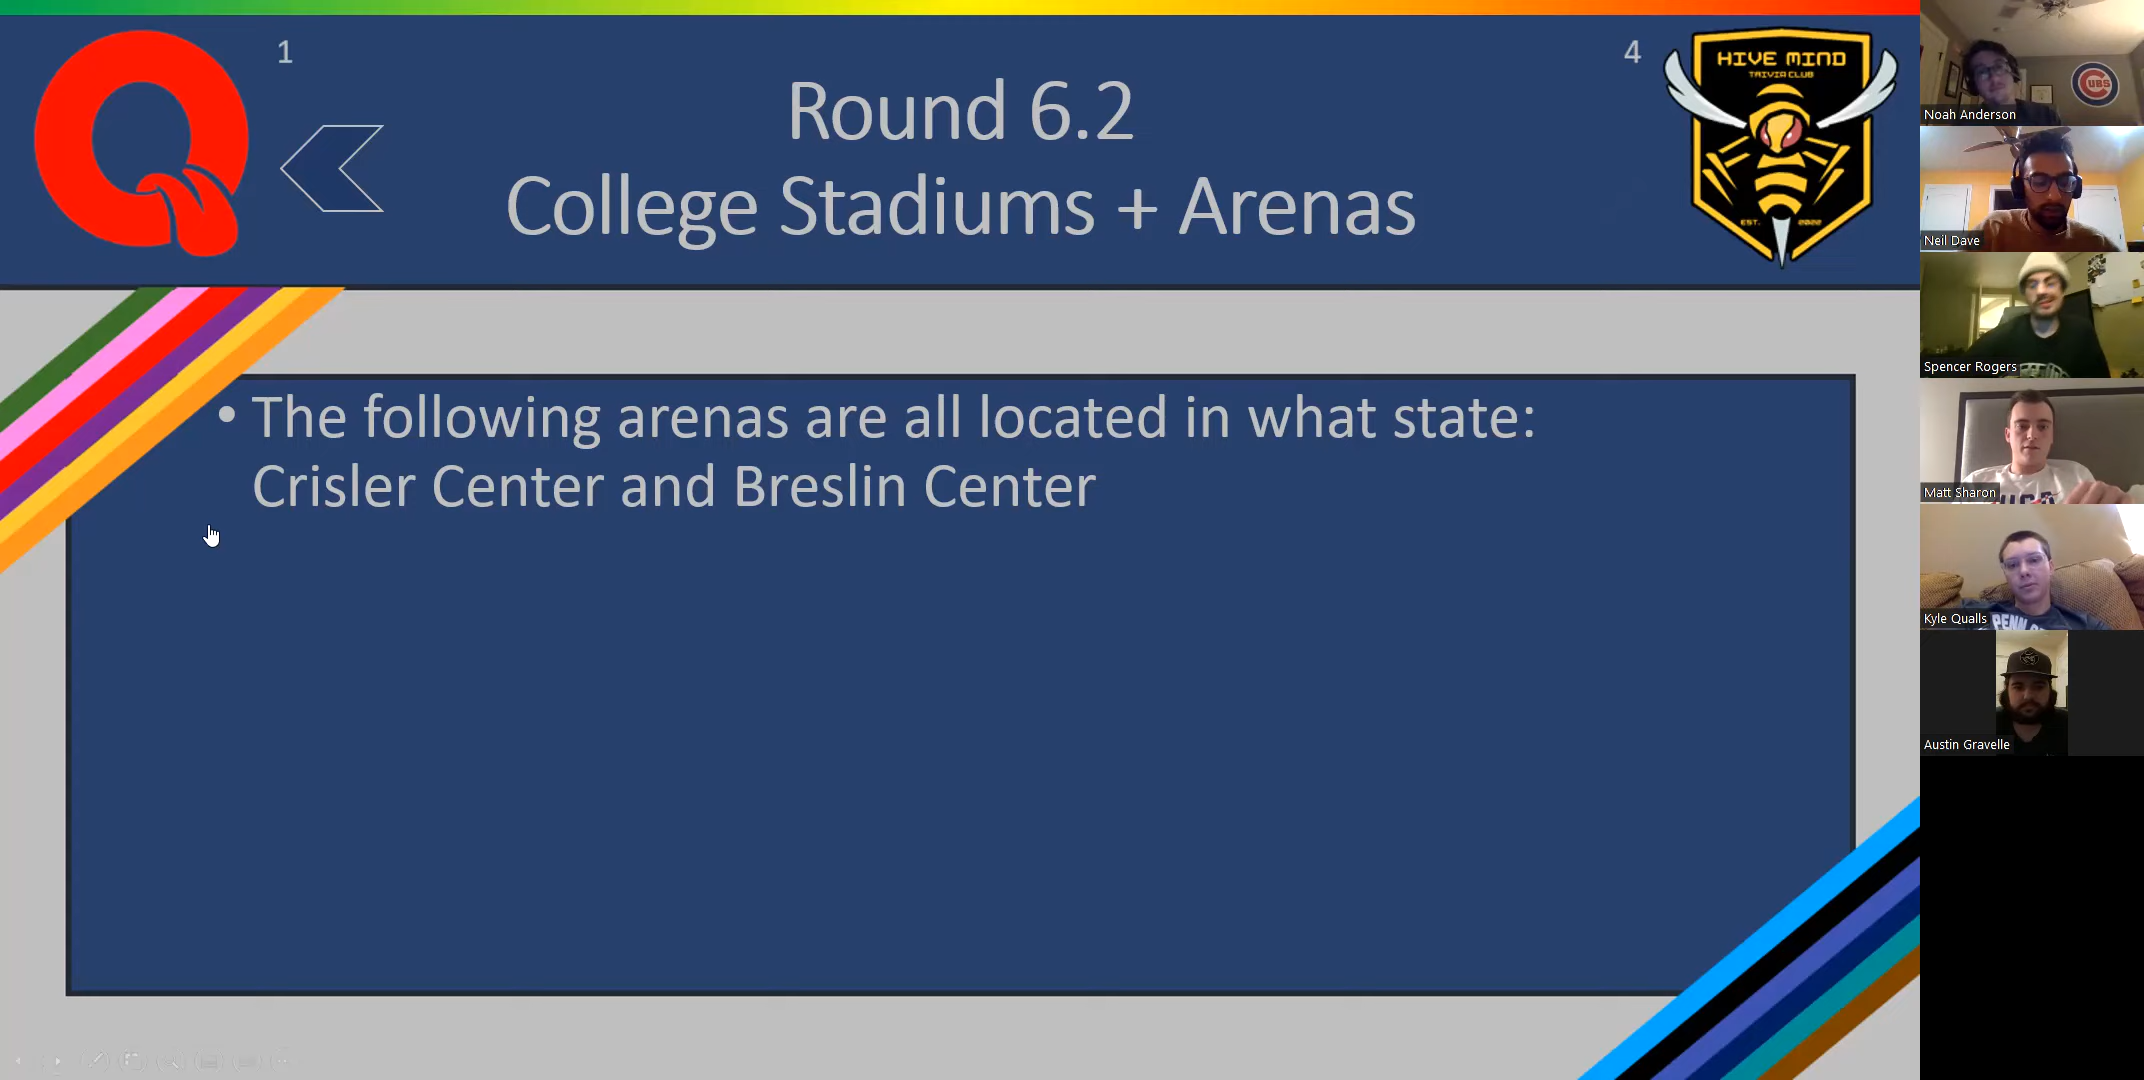 1
4
Round 6.2
College Stadiums + Arenas
HIVE MIND
TRIVIA CLUB
EST. 2022
• The following arenas are all located in what state:
Crisler Center and Breslin Center
Noah Anderson
CUBS
Neil Dave
Spencer Rogers
Matt Sharon
Kyle Qualls
PENN
Austin Gravelle